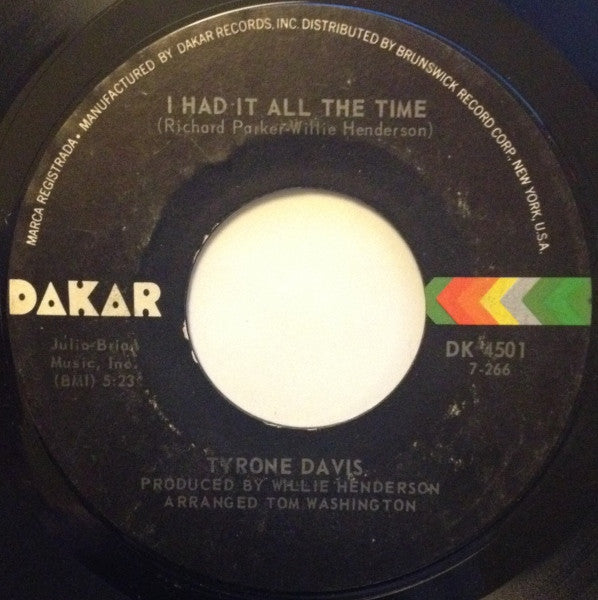 MARCA REGISTRADA • MANUFACTURED BY DAKAR RECORDS, INC. DISTRIBUTED BY BRUNSWICK RECORD CORP. NEW YORK, U.S.A.
I HAD IT ALL THE TIME
(Richard Parker-Willie Henderson)
DAKAR
Julio-Brian
Music, Inc.
(BMI) 5:23
DK 4501
7-266
TYRONE DAVIS
PRODUCED BY WILLIE HENDERSON
ARRANGED TOM WASHINGTON